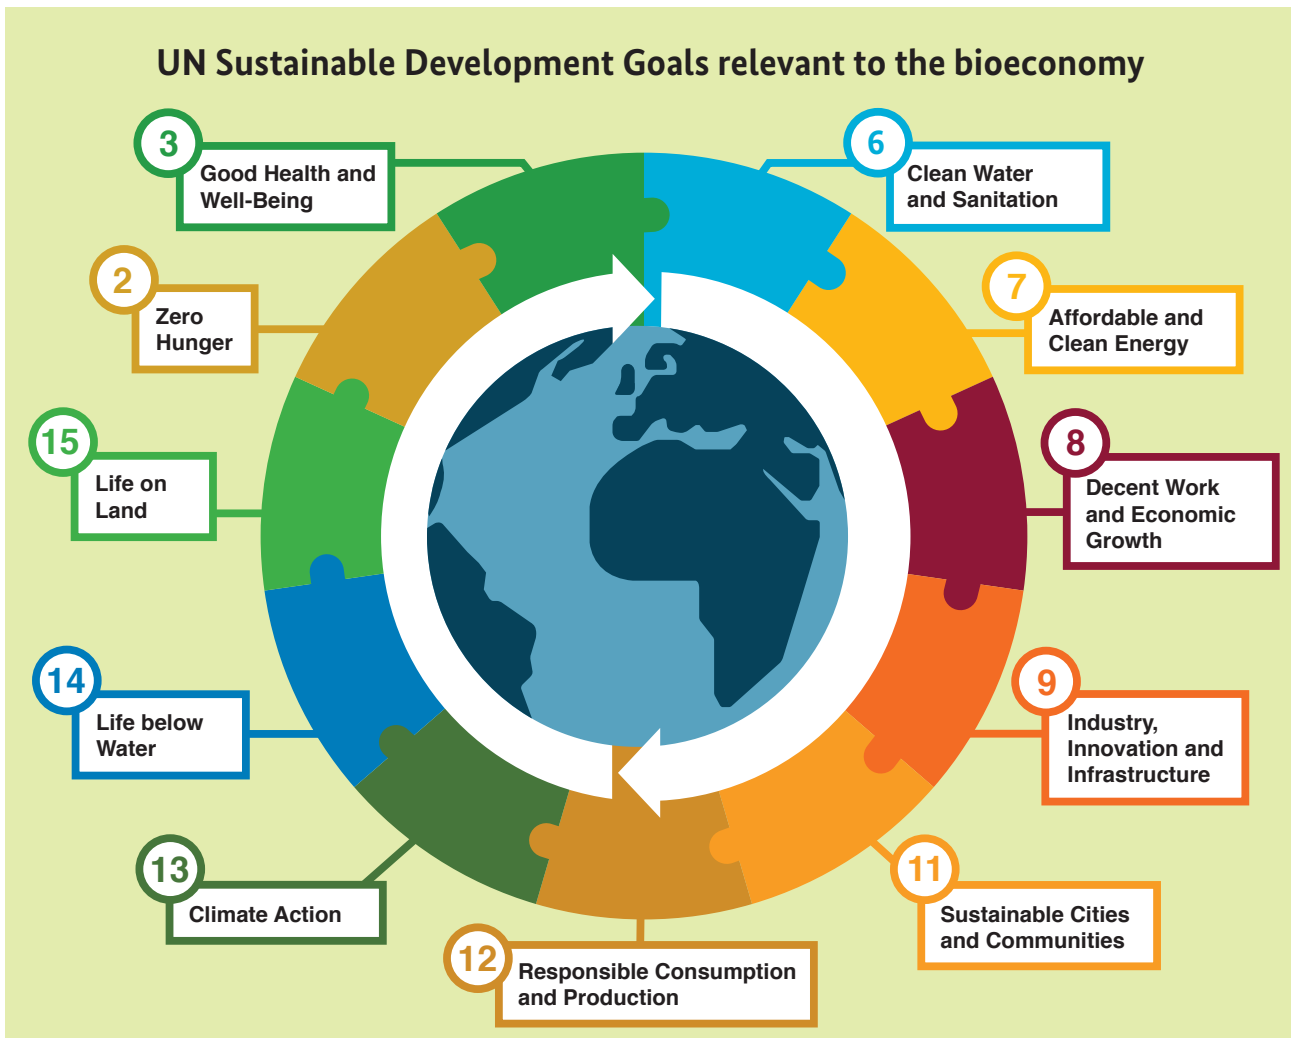 UN Sustainable Development Goals relevant to the bioeconomy
3
Good Health and
Well-Being
6
Clean Water
and Sanitation
2
Zero
Hunger
7
Affordable and
Clean Energy
15
Life on
Land
8
Decent Work
and Economic
Growth
14
Life below
Water
9
Industry,
Innovation and
Infrastructure
13
Climate Action
11
Sustainable Cities
and Communities
12
Responsible Consumption
and Production